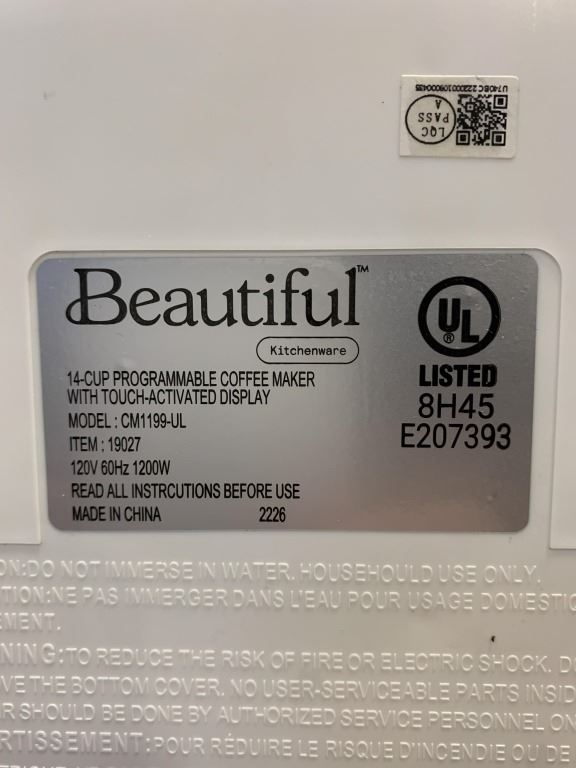 U740BC2220001090000435
LQC
PASS
A
Beautiful™
Kitchenware
14-CUP PROGRAMMABLE COFFEE MAKER
WITH TOUCH-ACTIVATED DISPLAY
MODEL : CM1199-UL
ITEM : 19027
120V 60Hz 1200W
READ ALL INSTRCUTIONS BEFORE USE
MADE IN CHINA 2226
UL ®
LISTED
8H45
E207393
ON:DO NOT IMMERSE IN WATER. HOUSEHOLD USE ONLY.
TION:NE PAS IMMERGER DANS L'EAU POUR USAGE DOMESTIC
EMENT.
NING:TO REDUCE THE RISK OF FIRE OR ELECTRIC SHOCK. D
VE THE BOTTOM COVER. NO USER-SERVICEABLE PARTS INSID
IR SHOULD BE DONE BY AUTHORIZED SERVICE PERSONNEL ON
RTISSEMENT:POUR RÉDUIRE LE RISQUE D'INCENDIE OU DE